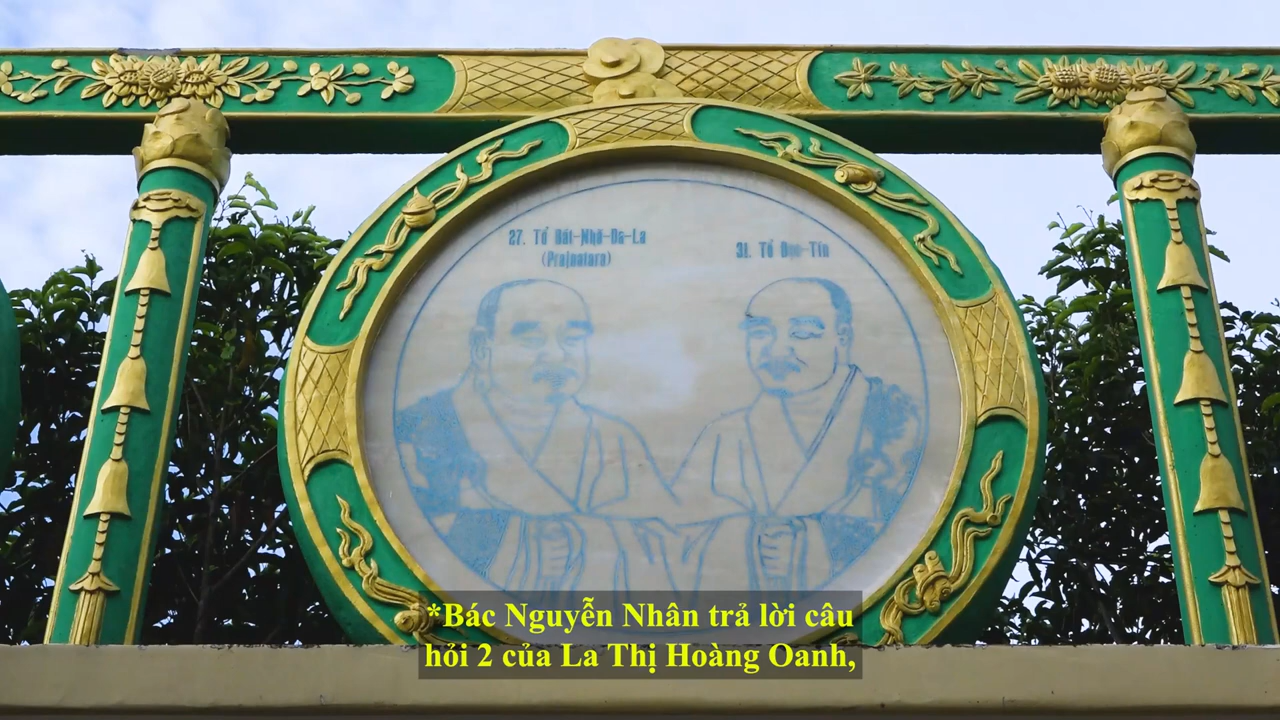 27. Tổ Bát-Nhã-Đa-La
(Prajnatara)
31. Tổ Đạo-Tín
*Bác Nguyễn Nhân trả lời câu
hỏi 2 của La Thị Hoàng Oanh,